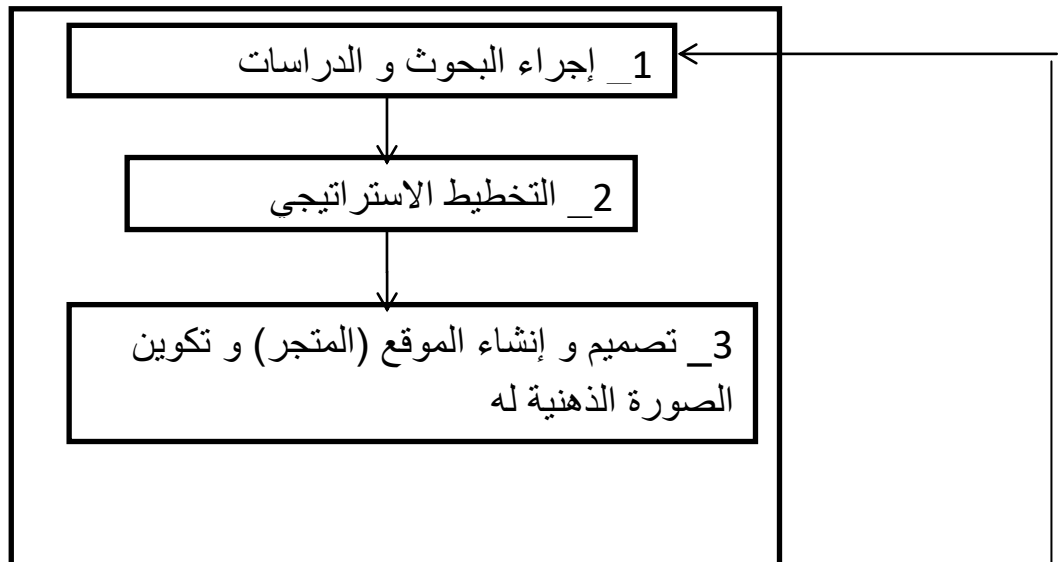 1_ إجراء البحوث و الدراسات
2_ التخطيط الاستراتيجي
3_ تصميم و إنشاء الموقع (المتجر) و تكوين
الصورة الذهنية له